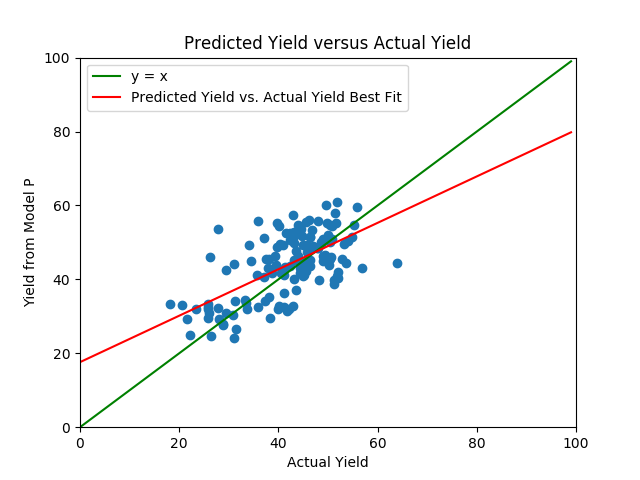 Predicted Yield versus Actual Yield
y = x
Predicted Yield vs. Actual Yield Best Fit
Yield from Model P
100
80
60
40
20
0
0 20 40 60 80 100
Actual Yield